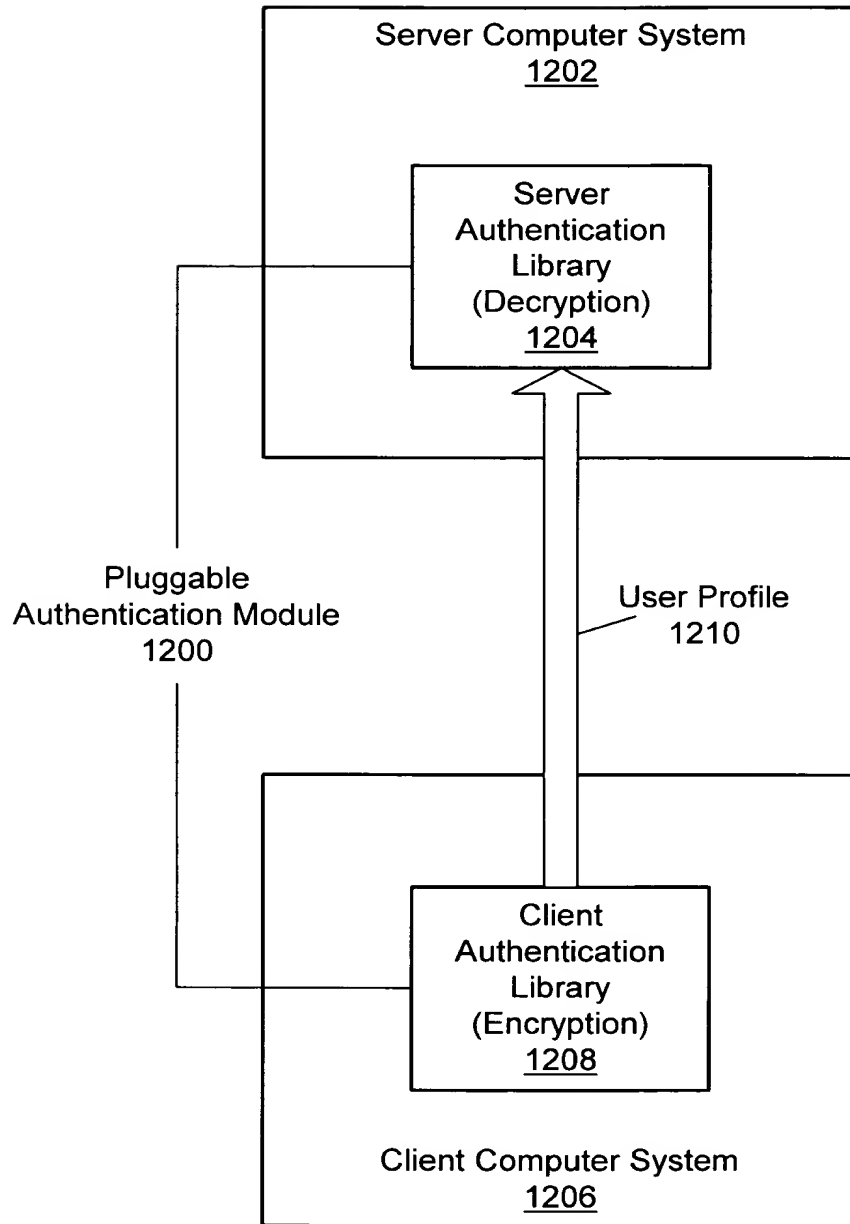 Server Computer System
1202
Server
Authentication
Library
(Decryption)
1204
Pluggable
Authentication Module
1200
User Profile
1210
Client
Authentication
Library
(Encryption)
1208
Client Computer System
1206